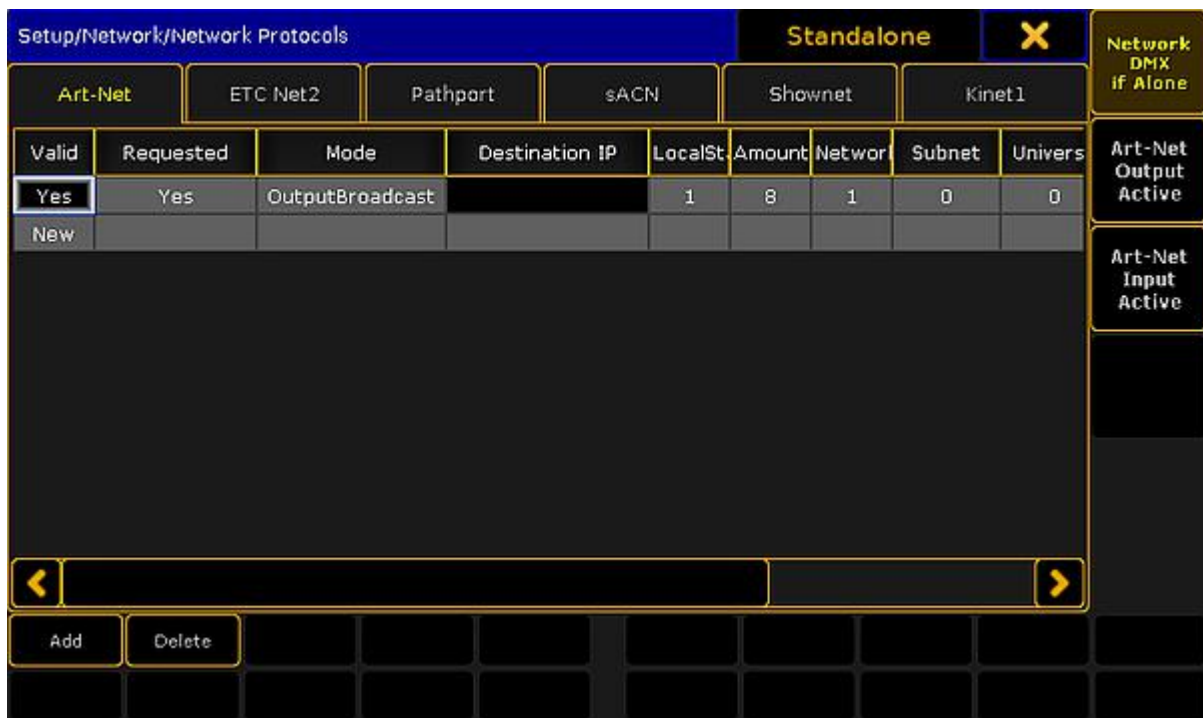 Setup/Network/Network Protocols
Standalone
Network
DMX
if Alone
Art-Net ETC Net2 Pathport sACN Shownet Kinet1
Valid Requested Mode Destination IP LocalSt. Amount Networ Subnet Univers
Yes Yes OutputBroadcast 1 8 1 0 0
New
Art-Net
Output
Active
Art-Net
Input
Active
Add Delete